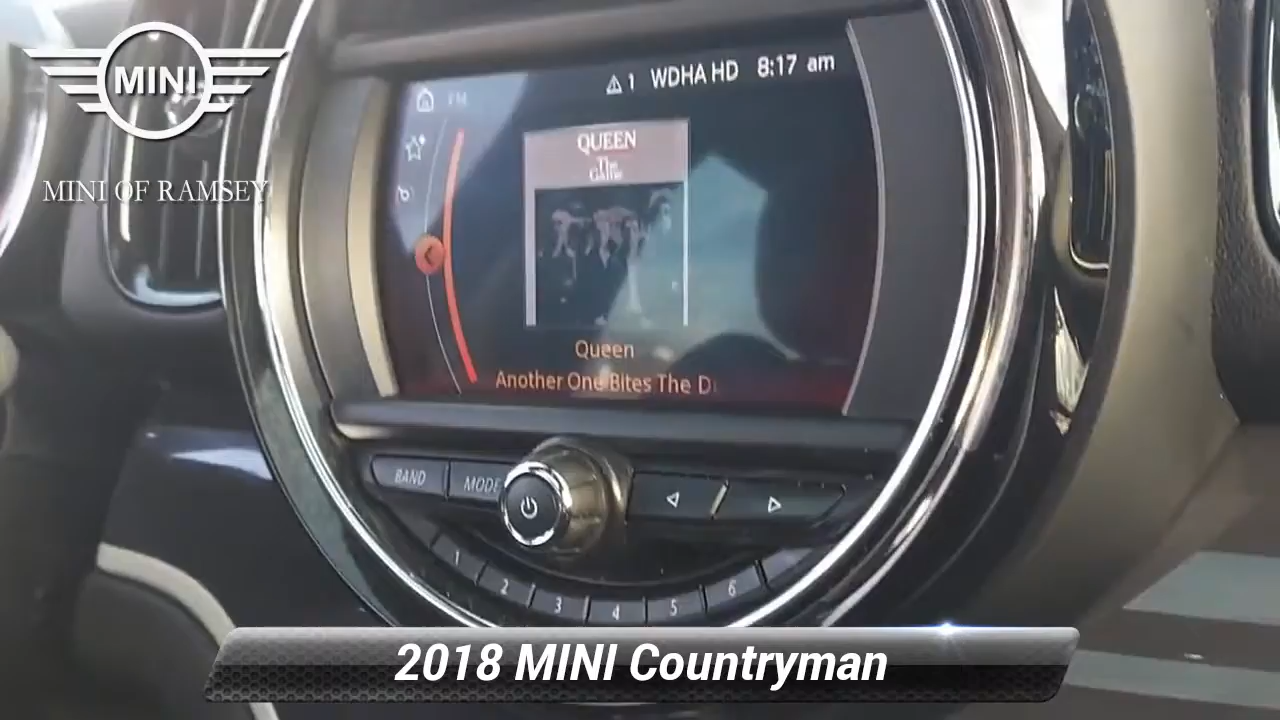 MINI
MINI OF RAMSEY
1 WDHA HD 8:17 am
FM
QUEEN
The
Game
Queen
Another One Bites The D
BAND
MODE
1
2
3
4
5
6
2018 MINI Countryman